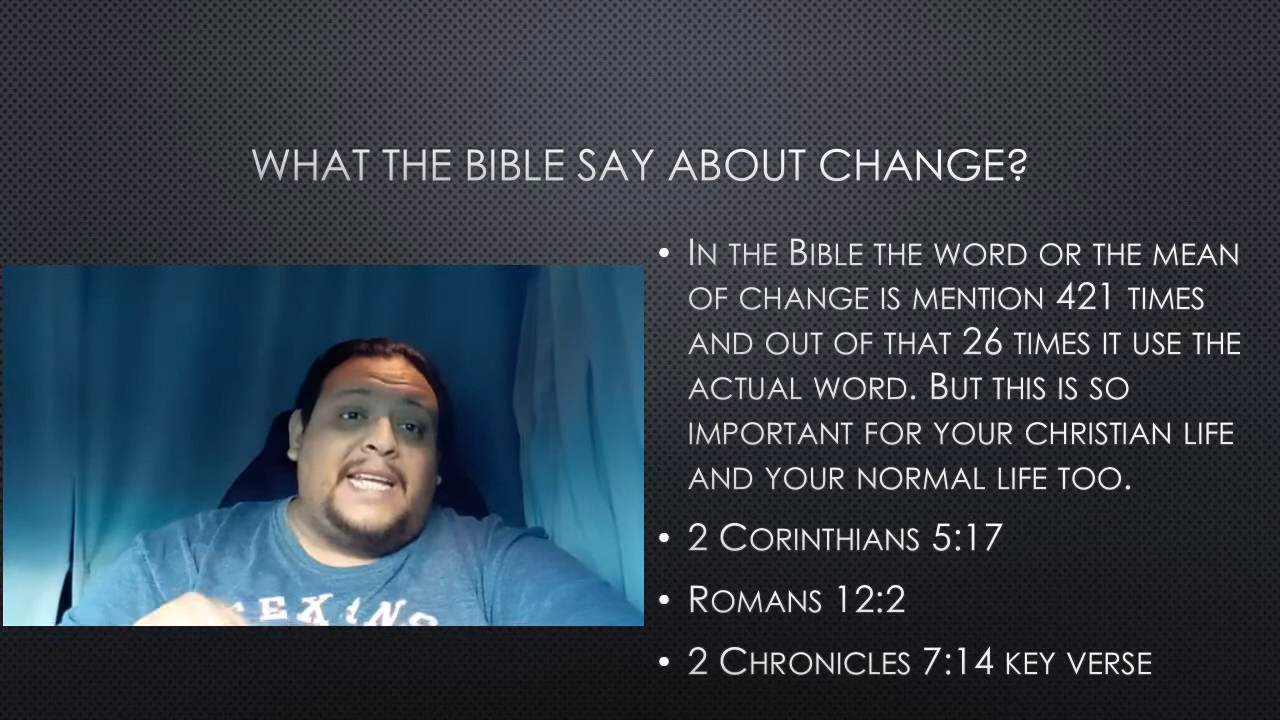 WHAT THE BIBLE SAY ABOUT CHANGE?
• IN THE BIBLE THE WORD OR THE MEAN
OF CHANGE IS MENTION 421 TIMES
AND OUT OF THAT 26 TIMES IT USE THE
ACTUAL WORD. BUT THIS IS SO
IMPORTANT FOR YOUR CHRISTIAN LIFE
AND YOUR NORMAL LIFE TOO.
• 2 CORINTHIANS 5:17
• ROMANS 12:2
• 2 CHRONICLES 7:14 KEY VERSE